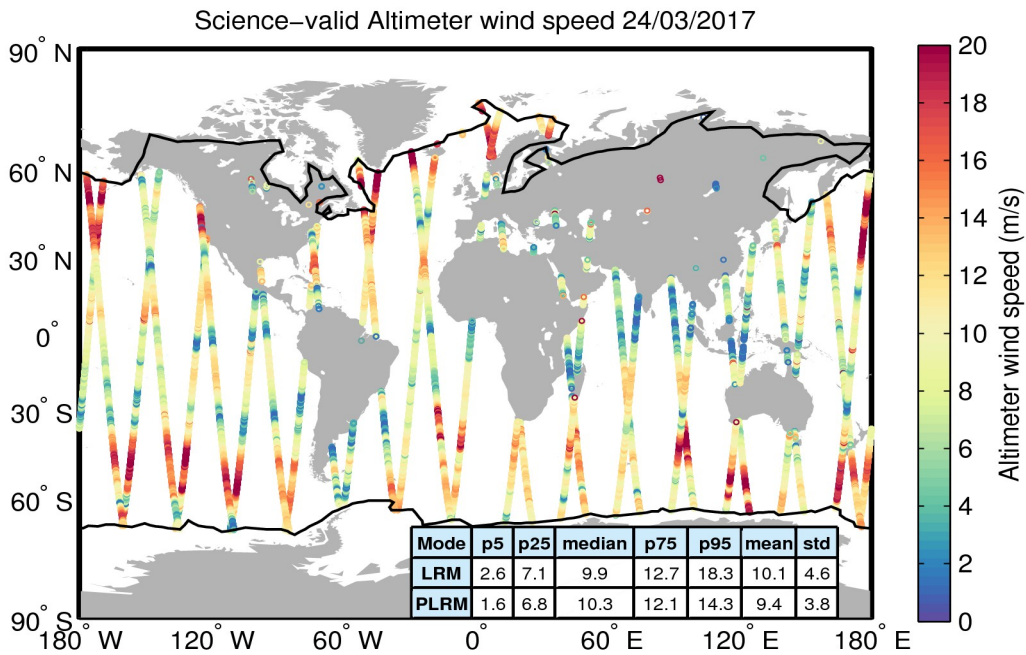 Science−valid Altimeter wind speed 24/03/2017
90° N
60° N
30° N
0°
30° S
60° S
90° S
180° W
120° W
60° W
0°
60° E
120° E
180° E
Mode p5 p25 median p75 p95 mean std
LRM 2.6 7.1 9.9 12.7 18.3 10.1 4.6
PLRM 1.6 6.8 10.3 12.1 14.3 9.4 3.8
20
18
16
14
12
10
8
6
4
2
0
Altimeter wind speed (m/s)